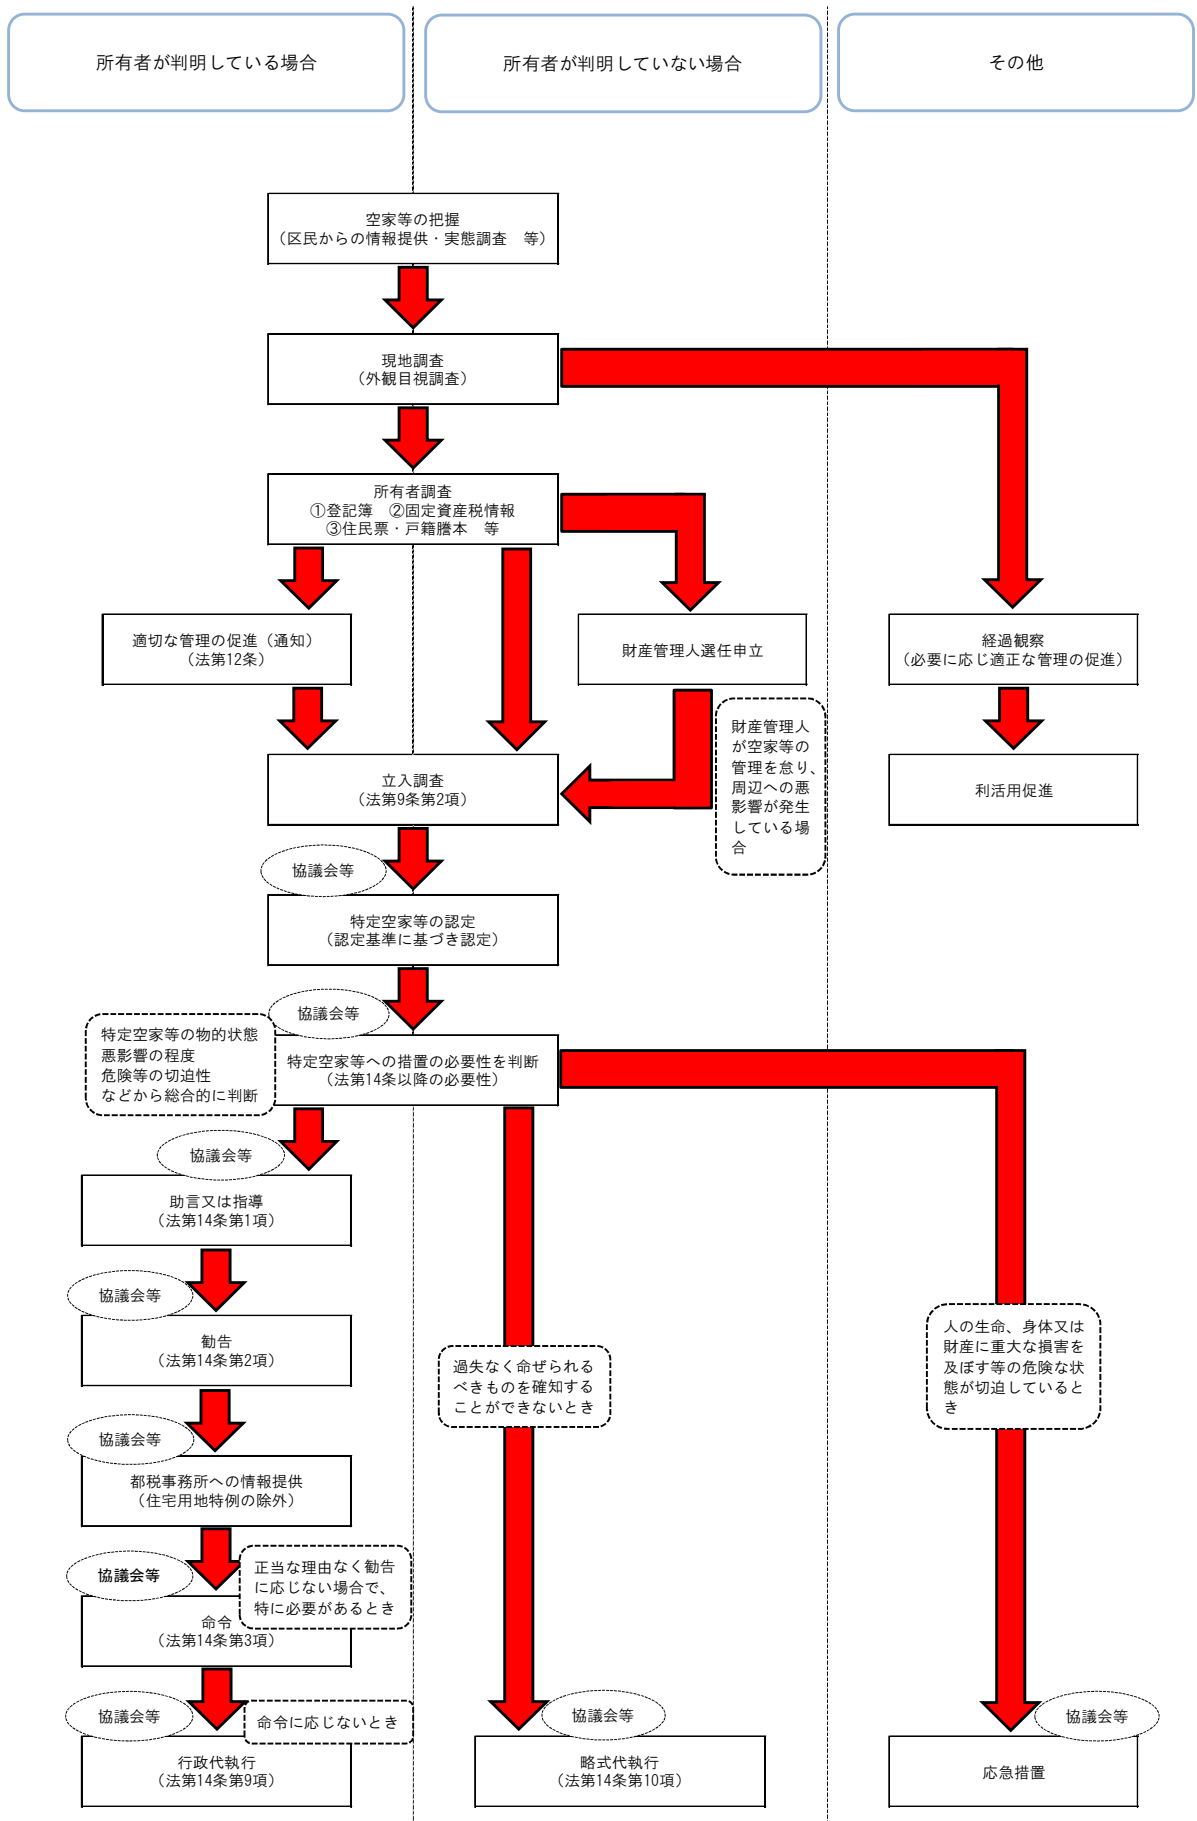 所有者が判明している場合
所有者が判明していない場合
その他
空家等の把握
（区民からの情報提供・実態調査　等）
現地調査
（外観目視調査）
所有者調査
①登記簿　②固定資産税情報
③住民票・戸籍謄本　等
適切な管理の促進（通知）
（法第12条）
財産管理人選任申立
経過観察
（必要に応じ適正な管理の促進）
財産管理人
が空家等の
管理を怠り、
周辺への悪
影響が発生
している場
合
立入調査
（法第9条第2項）
利活用促進
協議会等
特定空家等の認定
（認定基準に基づき認定）
協議会等
特定空家等の物的状態
悪影響の程度
危険等の切迫性
などから総合的に判断
特定空家等への措置の必要性を判断
（法第14条以降の必要性）
協議会等
助言又は指導
（法第14条第1項）
協議会等
勧告
（法第14条第2項）
過失なく命ぜられる
べきものを確知する
ことができないとき
人の生命、身体又は
財産に重大な損害を
及ぼす等の危険な状
態が切迫していると
き
協議会等
都税事務所への情報提供
（住宅用地特例の除外）
協議会等
正当な理由なく勧告
に応じない場合で、
特に必要があるとき
命令
（法第14条第3項）
協議会等
命令に応じないとき
協議会等
協議会等
行政代執行
（法第14条第9項）
略式代執行
（法第14条第10項）
応急措置